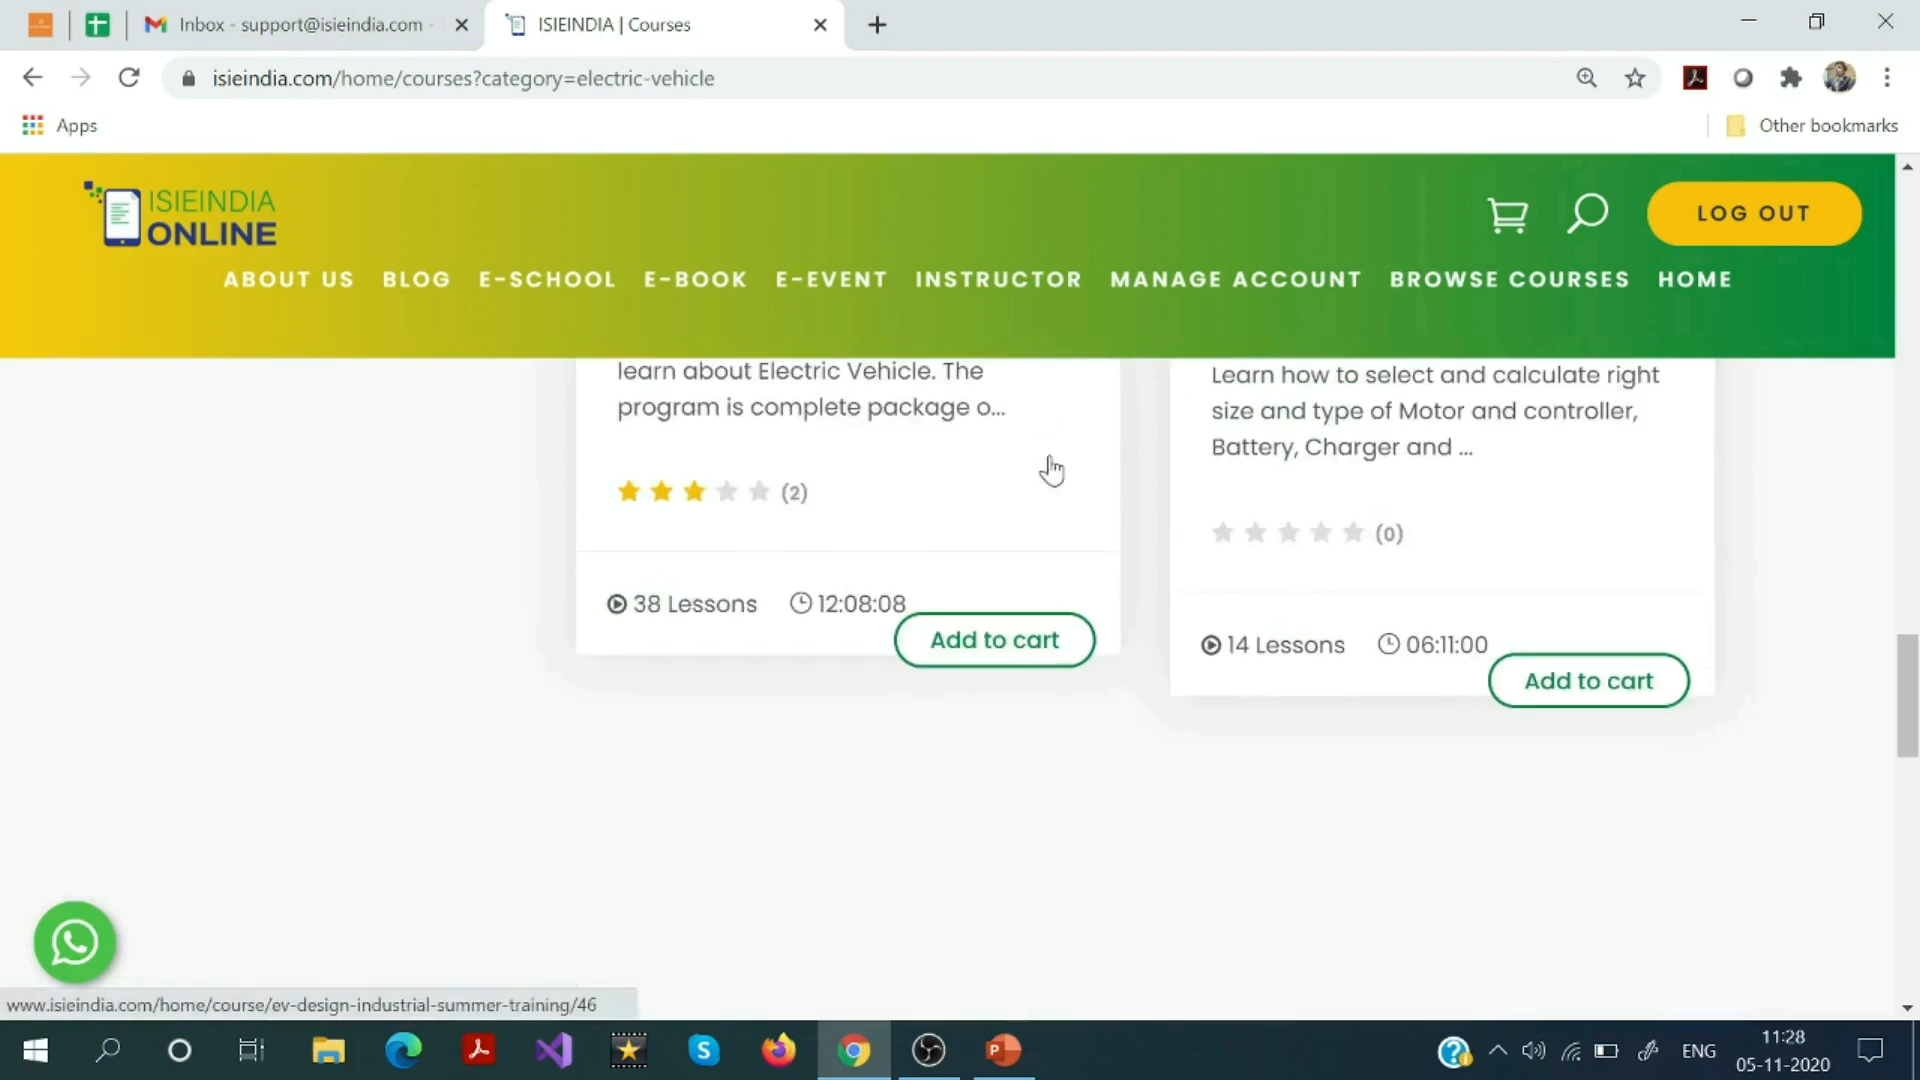 Inbox - support@isieindia.com -
ISIEINDIA | Courses
isieindia.com/home/courses?category=electric-vehicle
Apps
Other bookmarks
ISIEINDIA
ONLINE
LOG OUT
ABOUT US BLOG E-SCHOOL E-BOOK E-EVENT INSTRUCTOR MANAGE ACCOUNT BROWSE COURSES HOME
learn about Electric Vehicle. The
program is complete package o...
(2)
38 Lessons 12:08:08
Add to cart
Learn how to select and calculate right
size and type of Motor and controller,
Battery, Charger and ...
(0)
14 Lessons 06:11:00
Add to cart
www.isieindia.com/home/course/ev-design-industrial-summer-training/46
ENG
11:28
05-11-2020